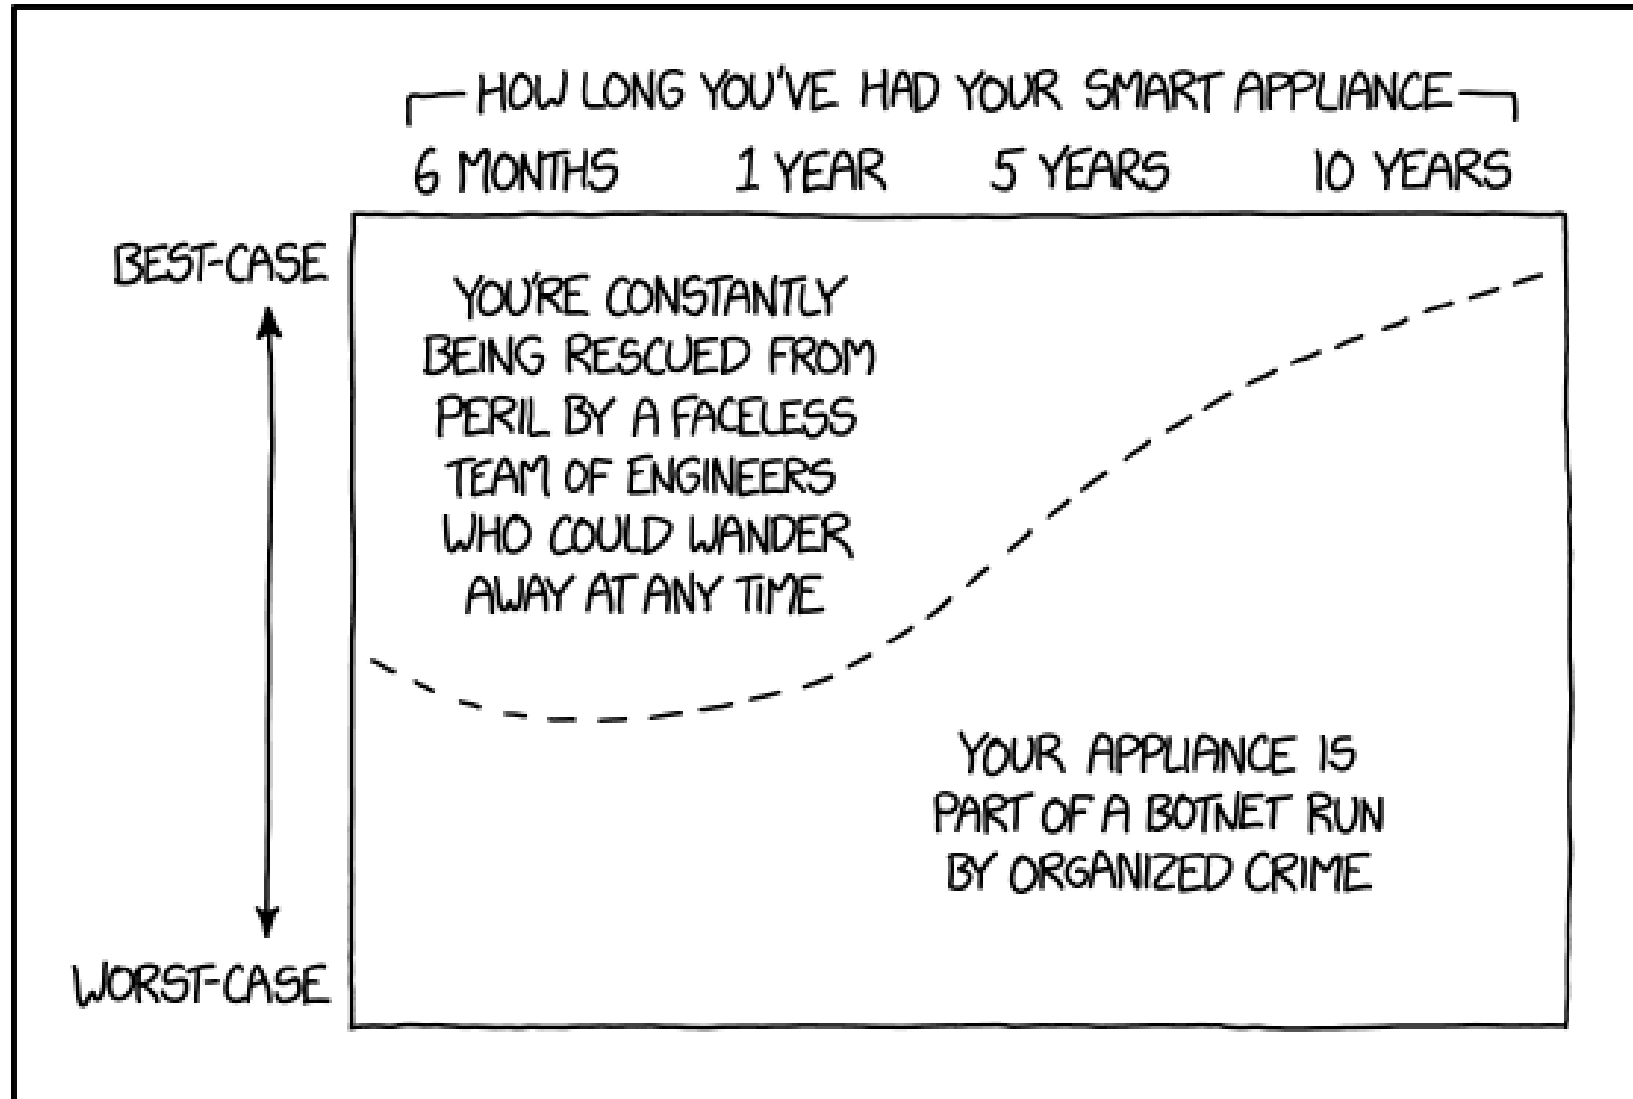 HOW LONG YOU'VE HAD YOUR SMART APPLIANCE
6 MONTHS 1 YEAR 5 YEARS 10 YEARS
BEST-CASE
YOU'RE CONSTANTLY
BEING RESCUED FROM
PERIL BY A FACELESS
TEAM OF ENGINEERS
WHO COULD WANDER
AWAY AT ANY TIME
YOUR APPLIANCE IS
PART OF A BOTNET RUN
BY ORGANIZED CRIME
WORST-CASE